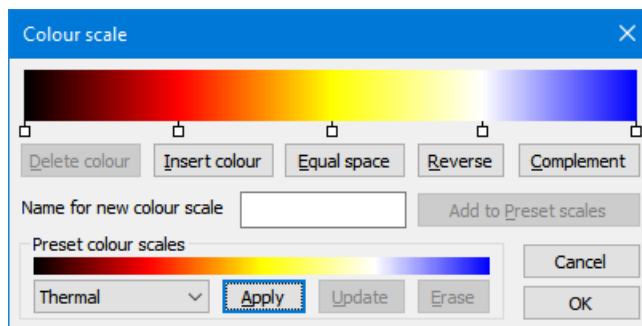 Colour scale
Delete colour Insert colour Equal space Reverse Complement
Name for new colour scale Add to Preset scales
Preset colour scales
Cancel
Thermal Apply Update Erase
OK